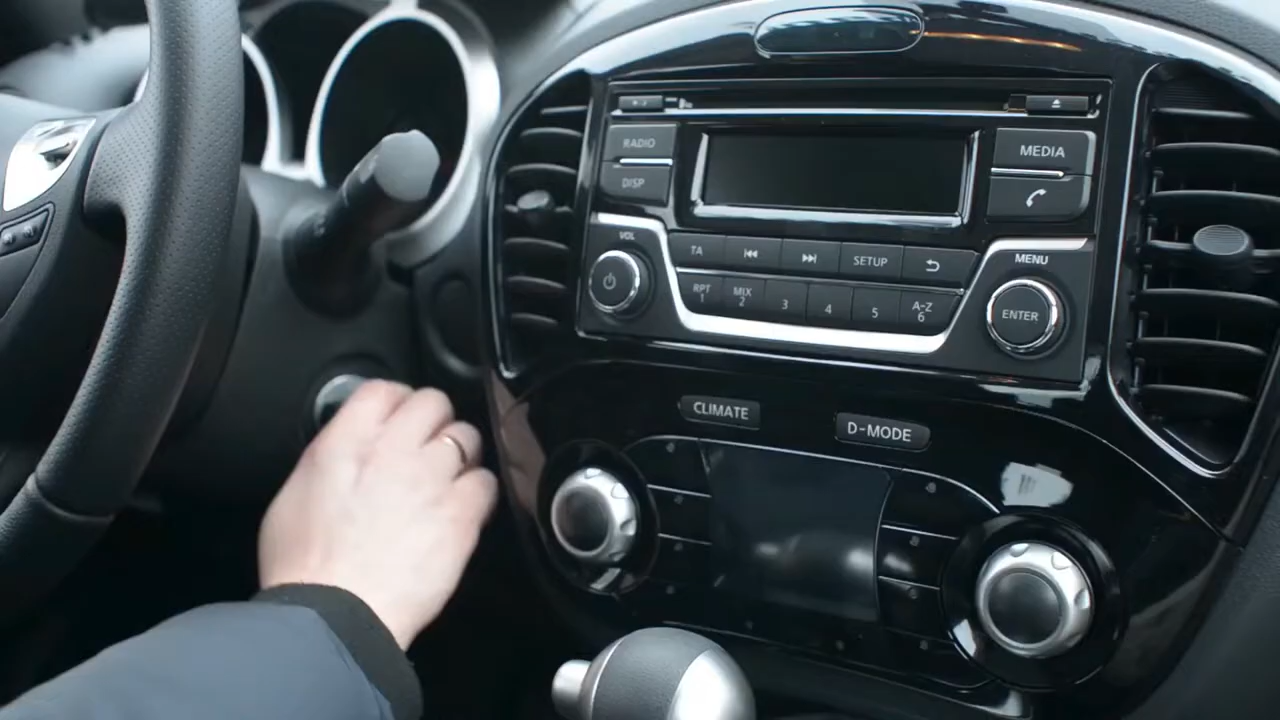 RADIO
MEDIA
DISP
VOL
TA
SETUP
MENU
RPT
1
MIX
2
3
4
5
A-Z
6
ENTER
CLIMATE
D-MODE